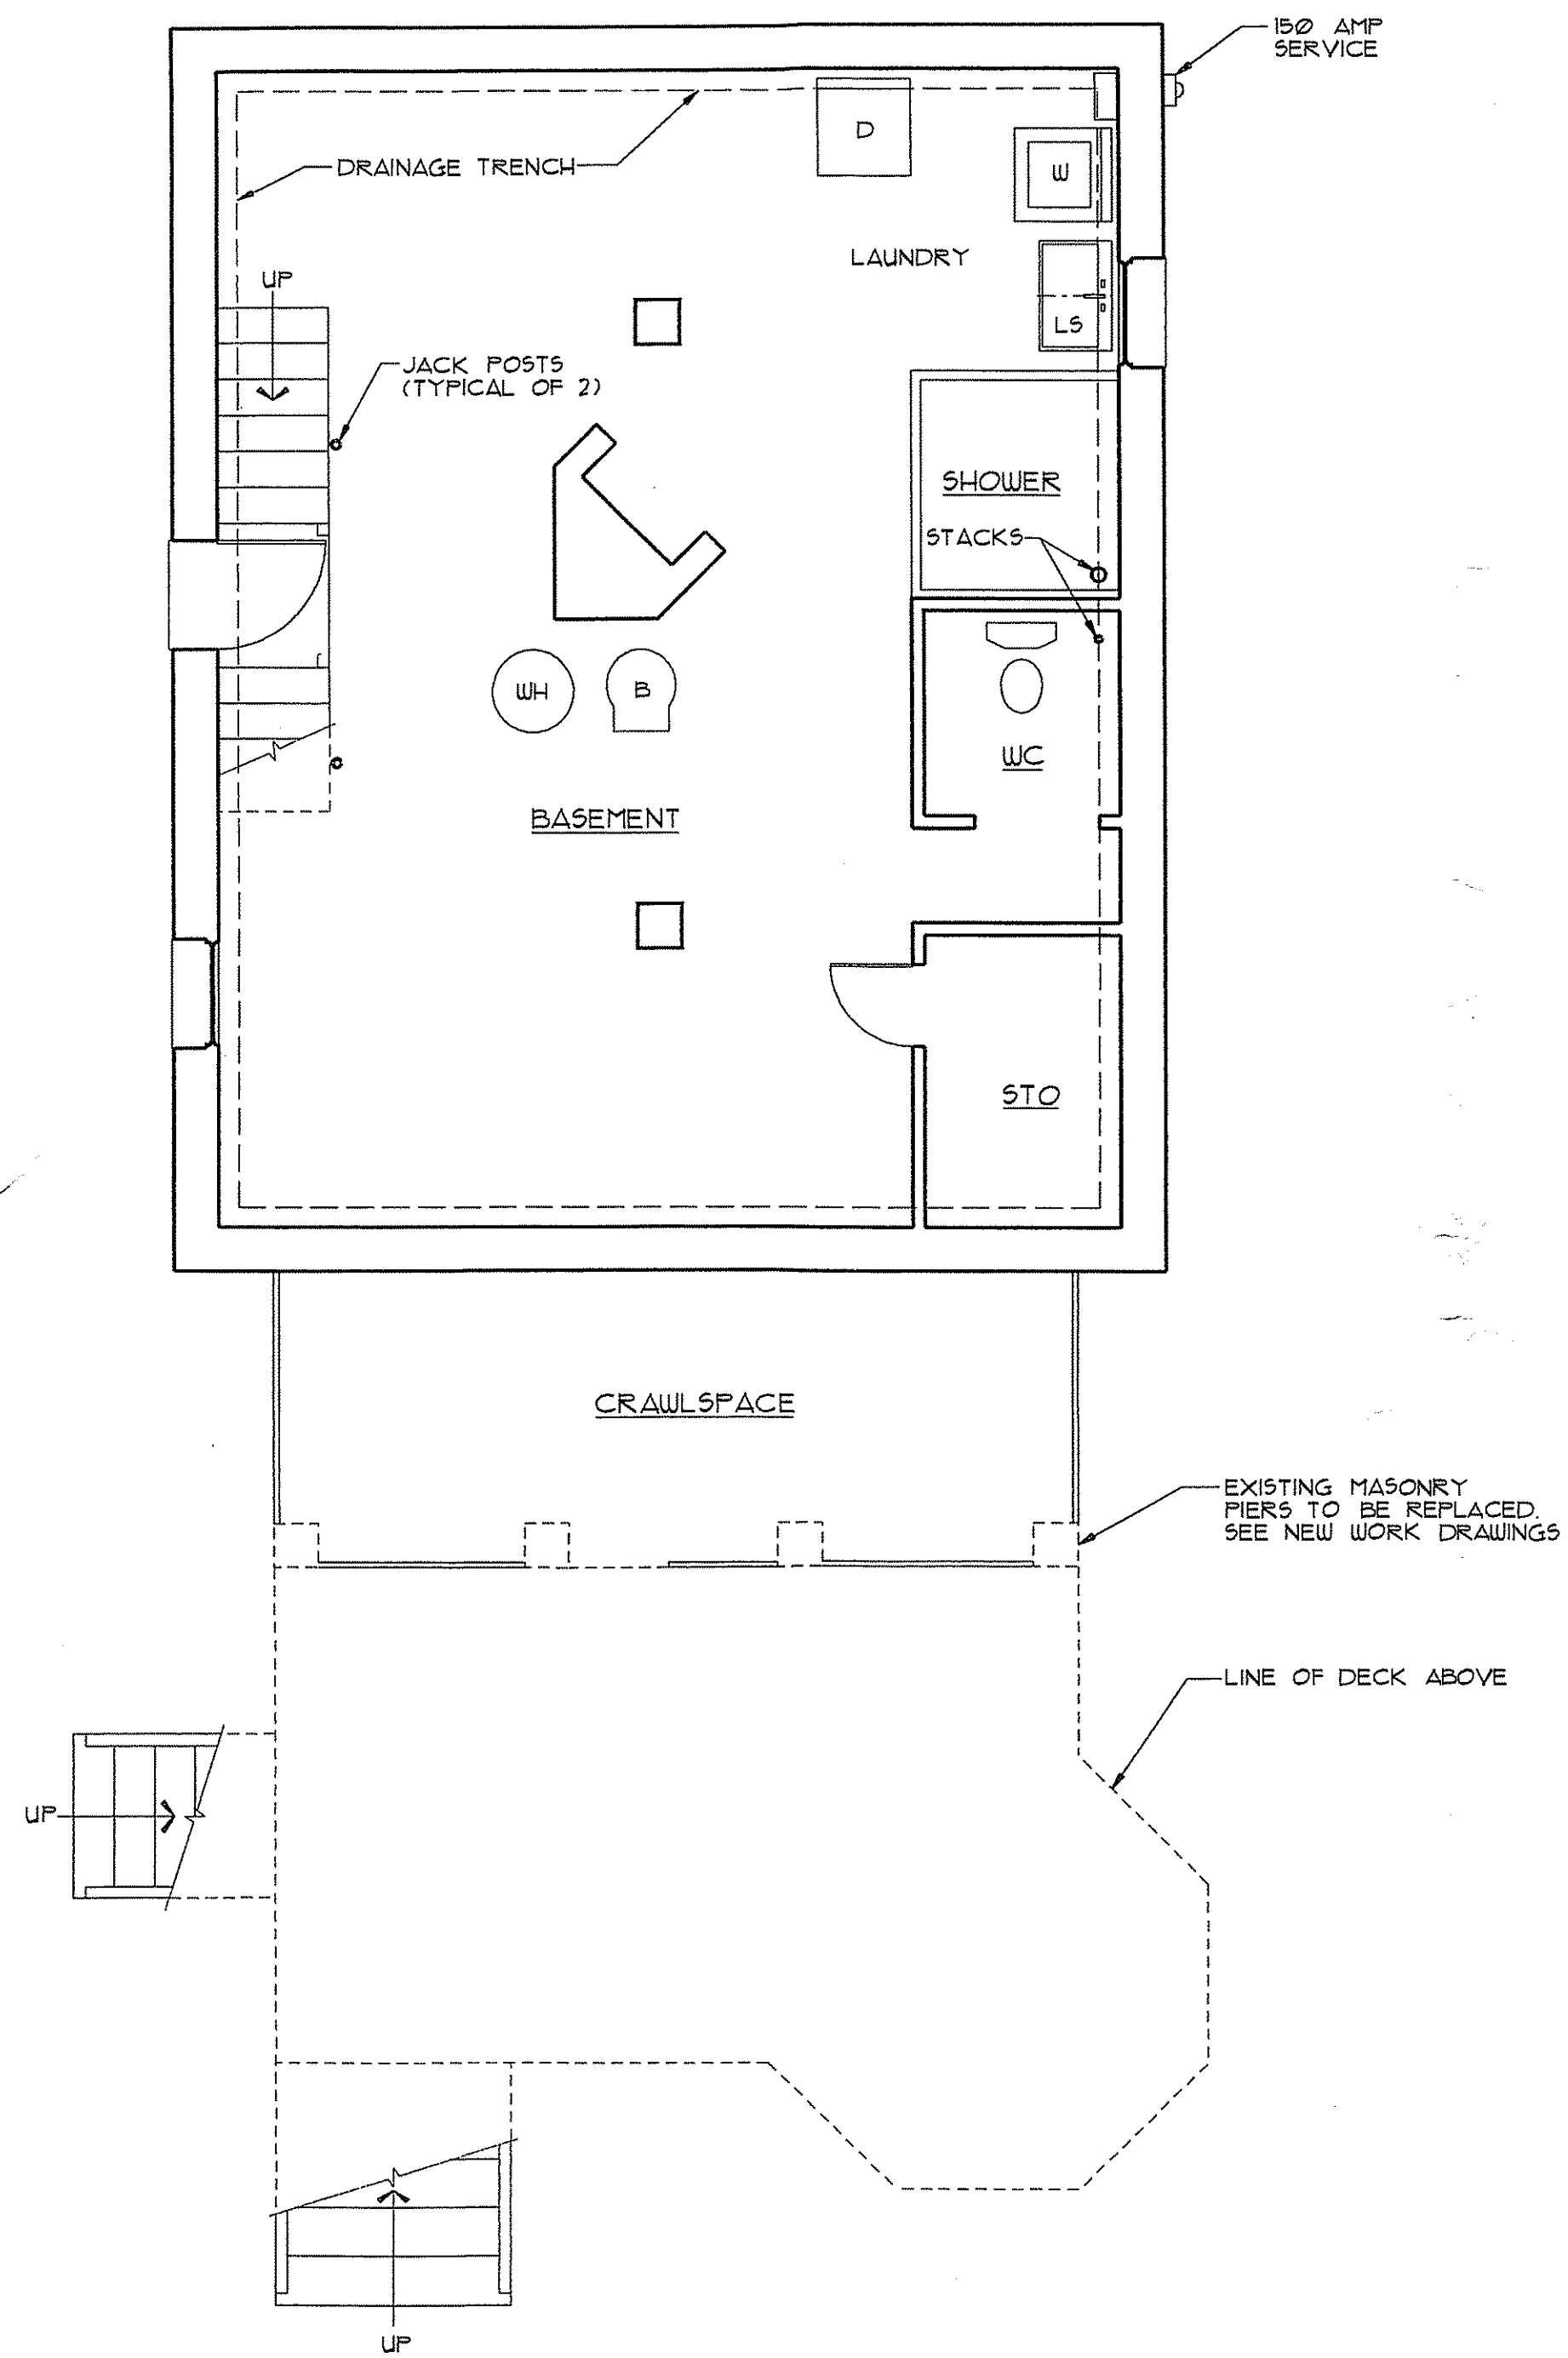 150 AMP
SERVICE
D
DRAINAGE TRENCH
W
LAUNDRY
UP
LS
JACK POSTS
(TYPICAL OF 2)
SHOWER
STACKS
WH
B
WC
BASEMENT
STO
CRAWLSPACE
EXISTING MASONRY
PIERS TO BE REPLACED.
SEE NEW WORK DRAWINGS
LINE OF DECK ABOVE
UP
UP